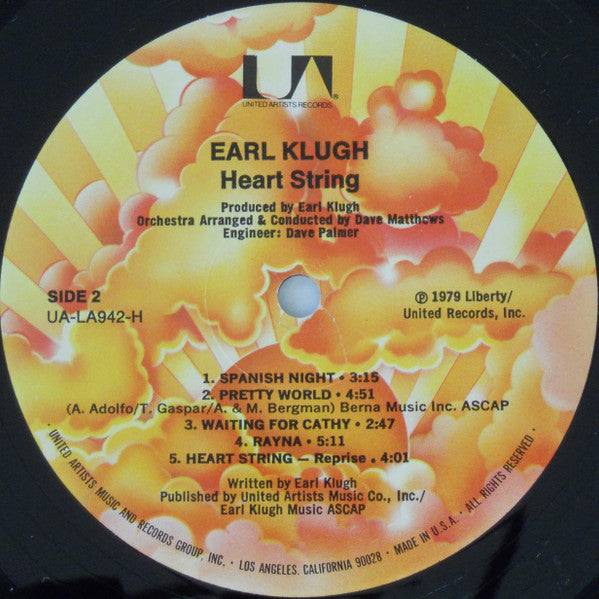 UA
UNITED ARTISTS RECORDS ®
EARL KLUGH
Heart String
Produced by Earl Klugh
Orchestra Arranged & Conducted by Dave Matthews
Engineer: Dave Palmer
SIDE 2
UA-LA942-H
℗ 1979 Liberty/
United Records, Inc.
1. SPANISH NIGHT • 3:15
2. PRETTY WORLD • 4:51
(A. Adolfo/T. Gaspar/A. & M. Bergman) Berna Music Inc. ASCAP
3. WAITING FOR CATHY • 2:47
4. RAYNA • 5:11
5. HEART STRING — Reprise • 4:01
Written by Earl Klugh
Published by United Artists Music Co., Inc./
Earl Klugh Music ASCAP
• UNITED ARTISTS MUSIC AND RECORDS GROUP, INC. • LOS ANGELES, CALIFORNIA 90028 • MADE IN U.S.A. • ALL RIGHTS RESERVED •